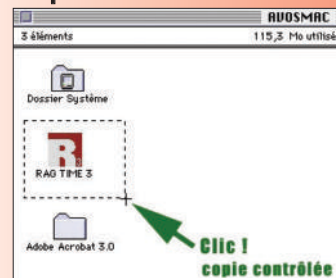 AVOSMAC
3 éléments
115,3 Mo utilisé
Dossier Système
R
RAG TIME 3
Adobe Acrobat 3.0
Clic !
copie contrôlée